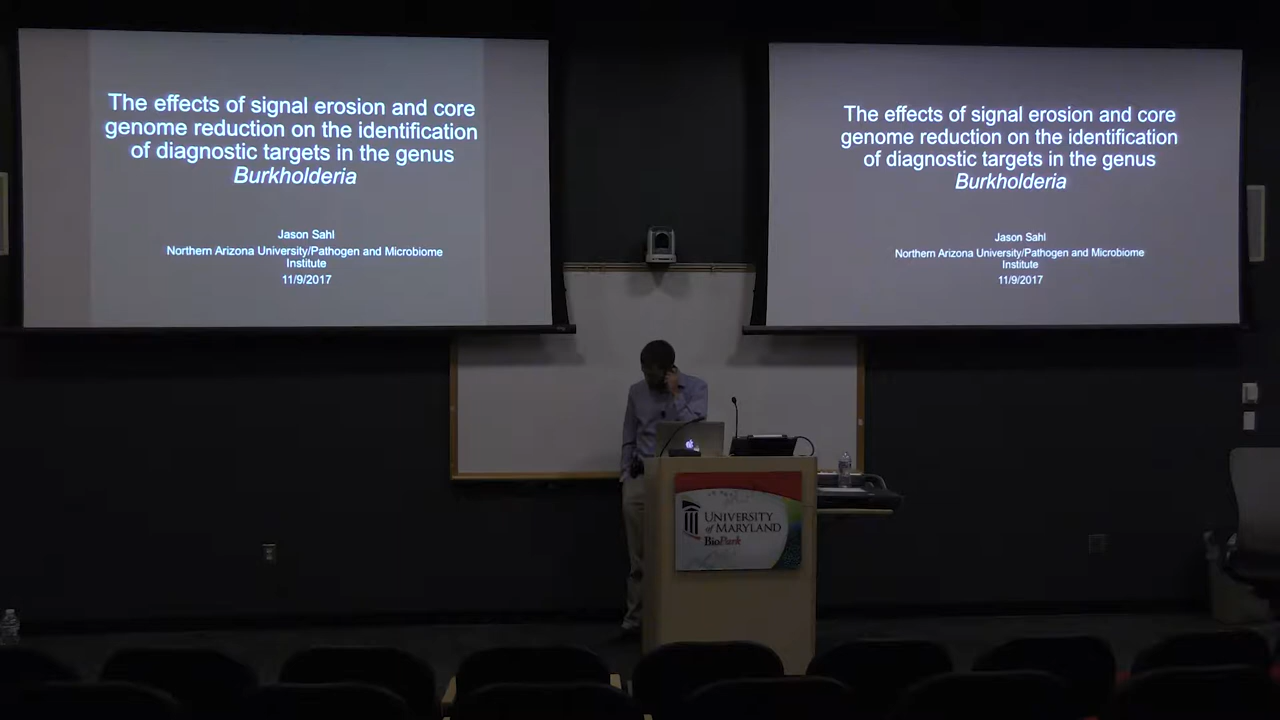 The effects of signal erosion and core
genome reduction on the identification
of diagnostic targets in the genus
Burkholderia
Jason Sahl
Northern Arizona University/Pathogen and Microbiome
Institute
11/9/2017
The effects of signal erosion and core
genome reduction on the identification
of diagnostic targets in the genus
Burkholderia
Jason Sahl
Northern Arizona University/Pathogen and Microbiome
Institute
11/9/2017
UNIVERSITY
of MARYLAND
BioPark